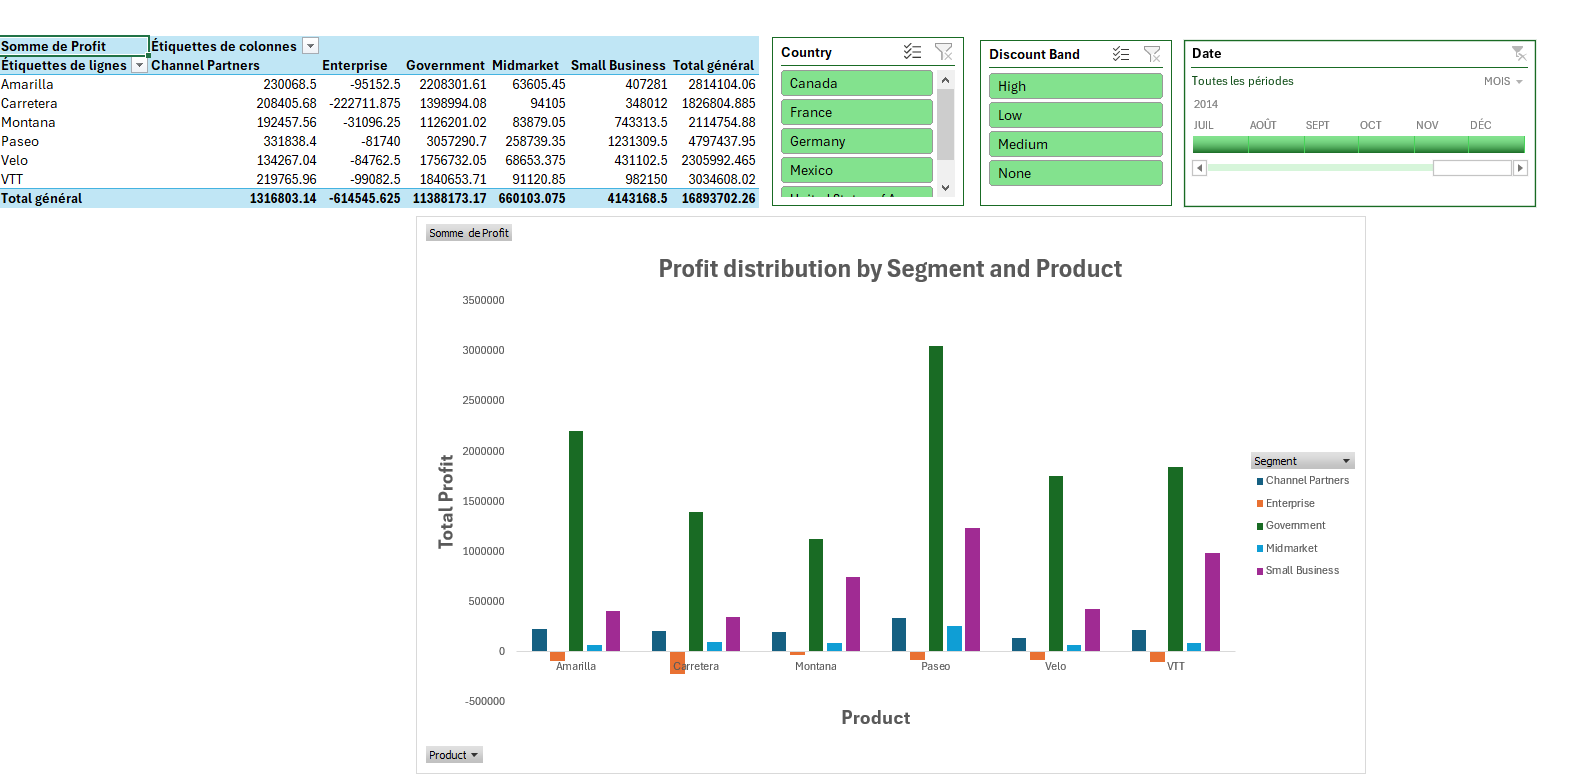 Somme de Profit Étiquettes de colonnes
Étiquettes de lignes Channel Partners Enterprise Government Midmarket Small Business Total général
Amarilla 230068.5 -95152.5 2208301.61 63605.45 407281 2814104.06
Carretera 208405.68 -222711.875 1398994.08 94105 348012 1826804.885
Montana 192457.56 -31096.25 1126201.02 83879.05 743313.5 2114754.88
Paseo 331838.4 -81740 3057290.7 258739.35 1231309.5 4797437.95
Velo 134267.04 -84762.5 1756732.05 68653.375 431102.5 2305992.465
VTT 219765.96 -99082.5 1840653.71 91120.85 982150 3034608.02
Total général 1316803.14 -614545.625 11388173.17 660103.075 4143168.5 16893702.26
Country
Canada
France
Germany
Mexico
Discount Band
High
Low
Medium
None
Date
Toutes les périodes MOIS
2014
JUIL AOÛT SEPT OCT NOV DÉC
Somme de Profit
Profit distribution by Segment and Product
Total Profit
3500000
3000000
2500000
2000000
1500000
1000000
500000
0
-500000
Amarilla Carretera Montana Paseo Velo VTT
Product
Segment
Channel Partners
Enterprise
Government
Midmarket
Small Business
Product